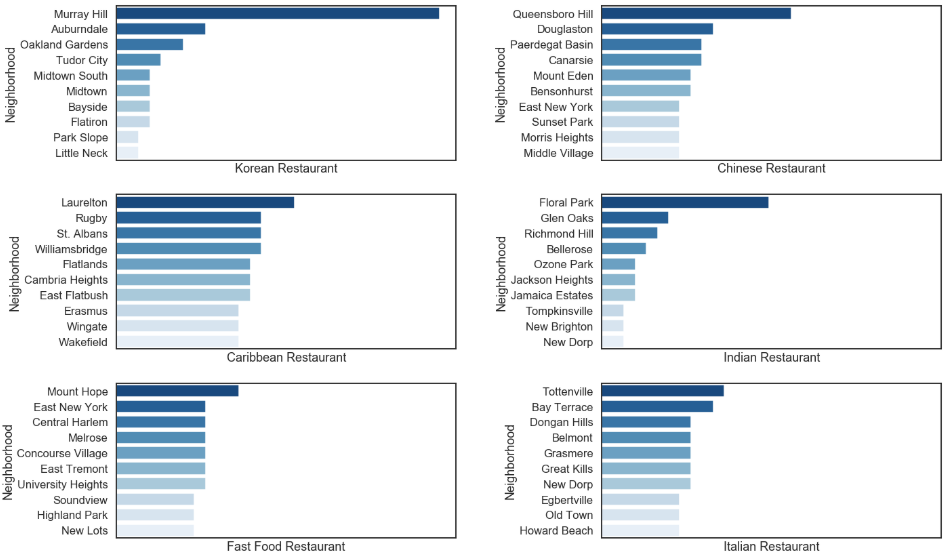 Neighborhood
Murray Hill
Auburndale
Oakland Gardens
Tudor City
Midtown South
Midtown
Bayside
Flatiron
Park Slope
Little Neck
Korean Restaurant
Neighborhood
Queensboro Hill
Douglaston
Paerdegat Basin
Canarsie
Mount Eden
Bensonhurst
East New York
Sunset Park
Morris Heights
Middle Village
Chinese Restaurant
Neighborhood
Laurelton
Rugby
St. Albans
Williamsbridge
Flatlands
Cambria Heights
East Flatbush
Erasmus
Wingate
Wakefield
Caribbean Restaurant
Neighborhood
Floral Park
Glen Oaks
Richmond Hill
Bellerose
Ozone Park
Jackson Heights
Jamaica Estates
Tompkinsville
New Brighton
New Dorp
Indian Restaurant
Neighborhood
Mount Hope
East New York
Central Harlem
Melrose
Concourse Village
East Tremont
University Heights
Soundview
Highland Park
New Lots
Fast Food Restaurant
Neighborhood
Tottenville
Bay Terrace
Dongan Hills
Belmont
Grasmere
Great Kills
New Dorp
Egbertville
Old Town
Howard Beach
Italian Restaurant